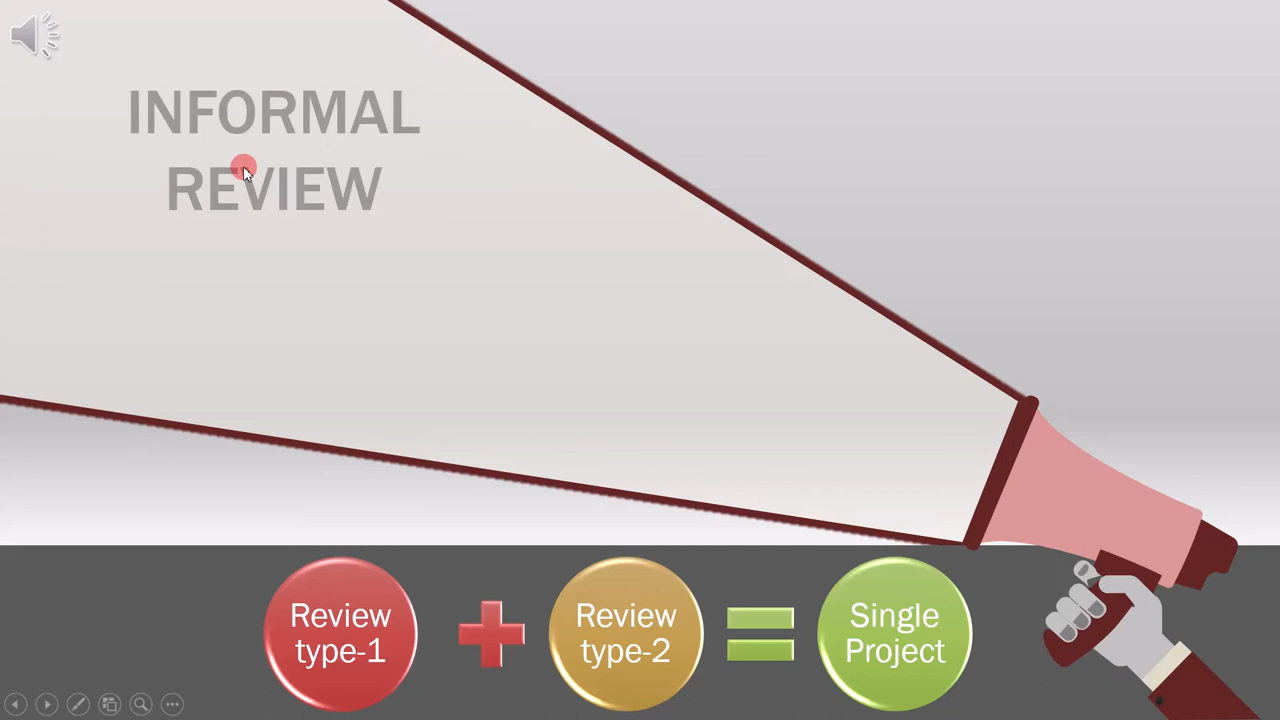 INFORMAL
REVIEW
Review
type-1
Review
type-2
Single
Project